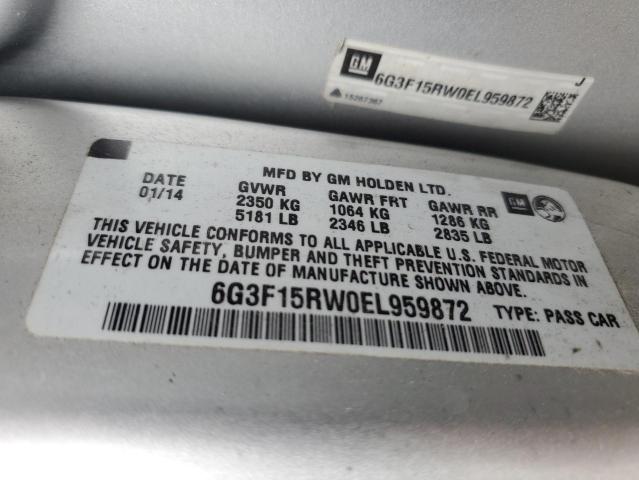 GM
6G3F15RW0EL959872
J
15267367
MFD BY GM HOLDEN LTD.
DATE GVWR GAWR FRT GAWR RR GM
01/14 2350 KG 1064 KG 1286 KG
5181 LB 2346 LB 2835 LB
THIS VEHICLE CONFORMS TO ALL APPLICABLE U.S. FEDERAL MOTOR
VEHICLE SAFETY, BUMPER AND THEFT PREVENTION STANDARDS IN
EFFECT ON THE DATE OF MANUFACTURE SHOWN ABOVE.
6G3F15RW0EL959872
TYPE: PASS CAR